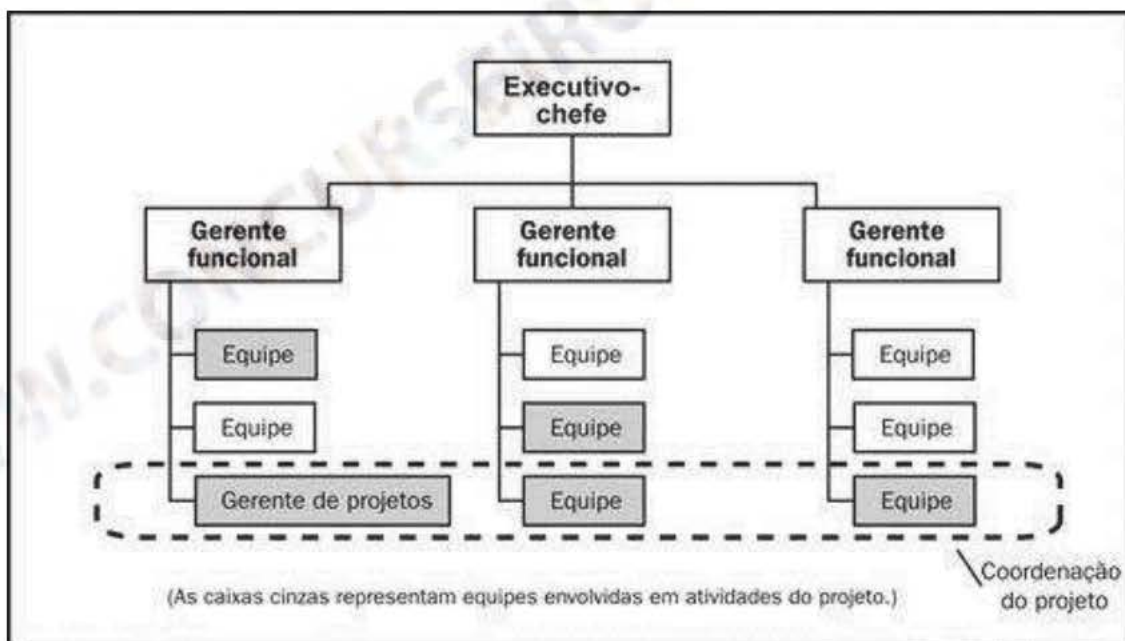 Executivo-
chefe
Gerente
funcional
Gerente
funcional
Gerente
funcional
Equipe
Equipe
Equipe
Equipe
Equipe
Equipe
Gerente de projetos
Equipe
Equipe
Coordenação
do projeto
(As caixas cinzas representam equipes envolvidas em atividades do projeto.)